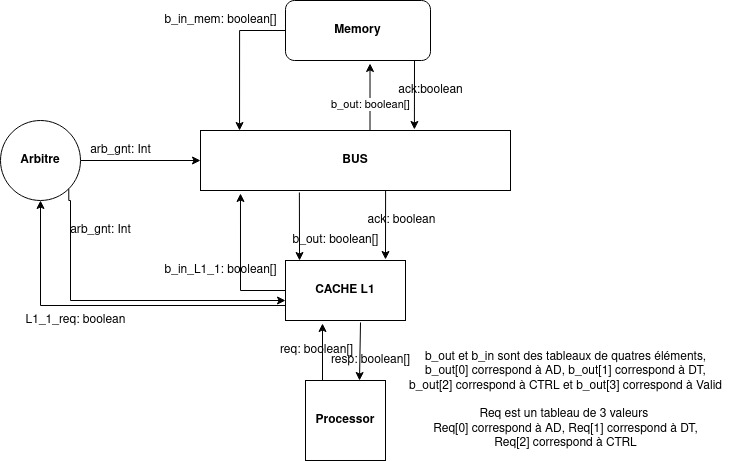 b_in_mem: boolean[]
Memory
ack:boolean
b_out: boolean[]
Arbitre
arb_gnt: Int
BUS
arb_gnt: Int
ack: boolean
b_out: boolean[]
b_in_L1_1: boolean[]
CACHE L1
L1_1_req: boolean
req: boolean[]
resp: boolean[]
b_out et b_in sont des tableaux de quatres éléments,
b_out[0] correspond à AD, b_out[1] correspond à DT,
b_out[2] correspond à CTRL et b_out[3] correspond à Valid
Req est un tableau de 3 valeurs
Req[0] correspond à AD, Req[1] correspond à DT,
Req[2] correspond à CTRL
Processor